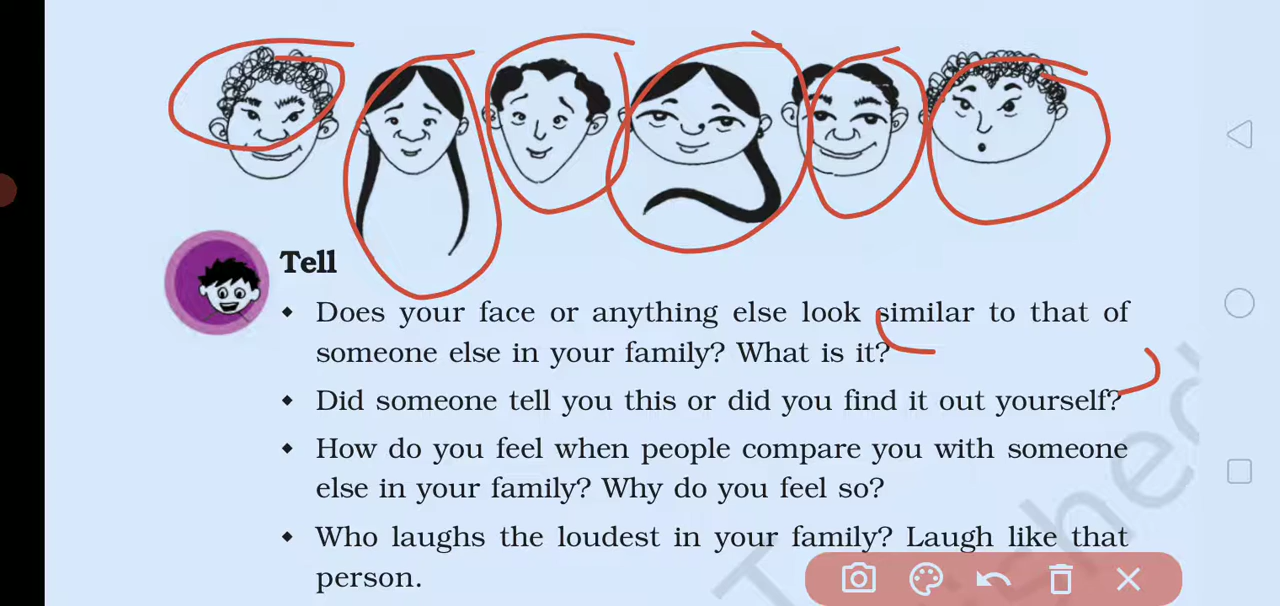 Tell
Does your face or anything else look similar to that of
someone else in your family? What is it?
Did someone tell you this or did you find it out yourself?
How do you feel when people compare you with someone
else in your family? Why do you feel so?
Who laughs the loudest in your family? Laugh like that
person.